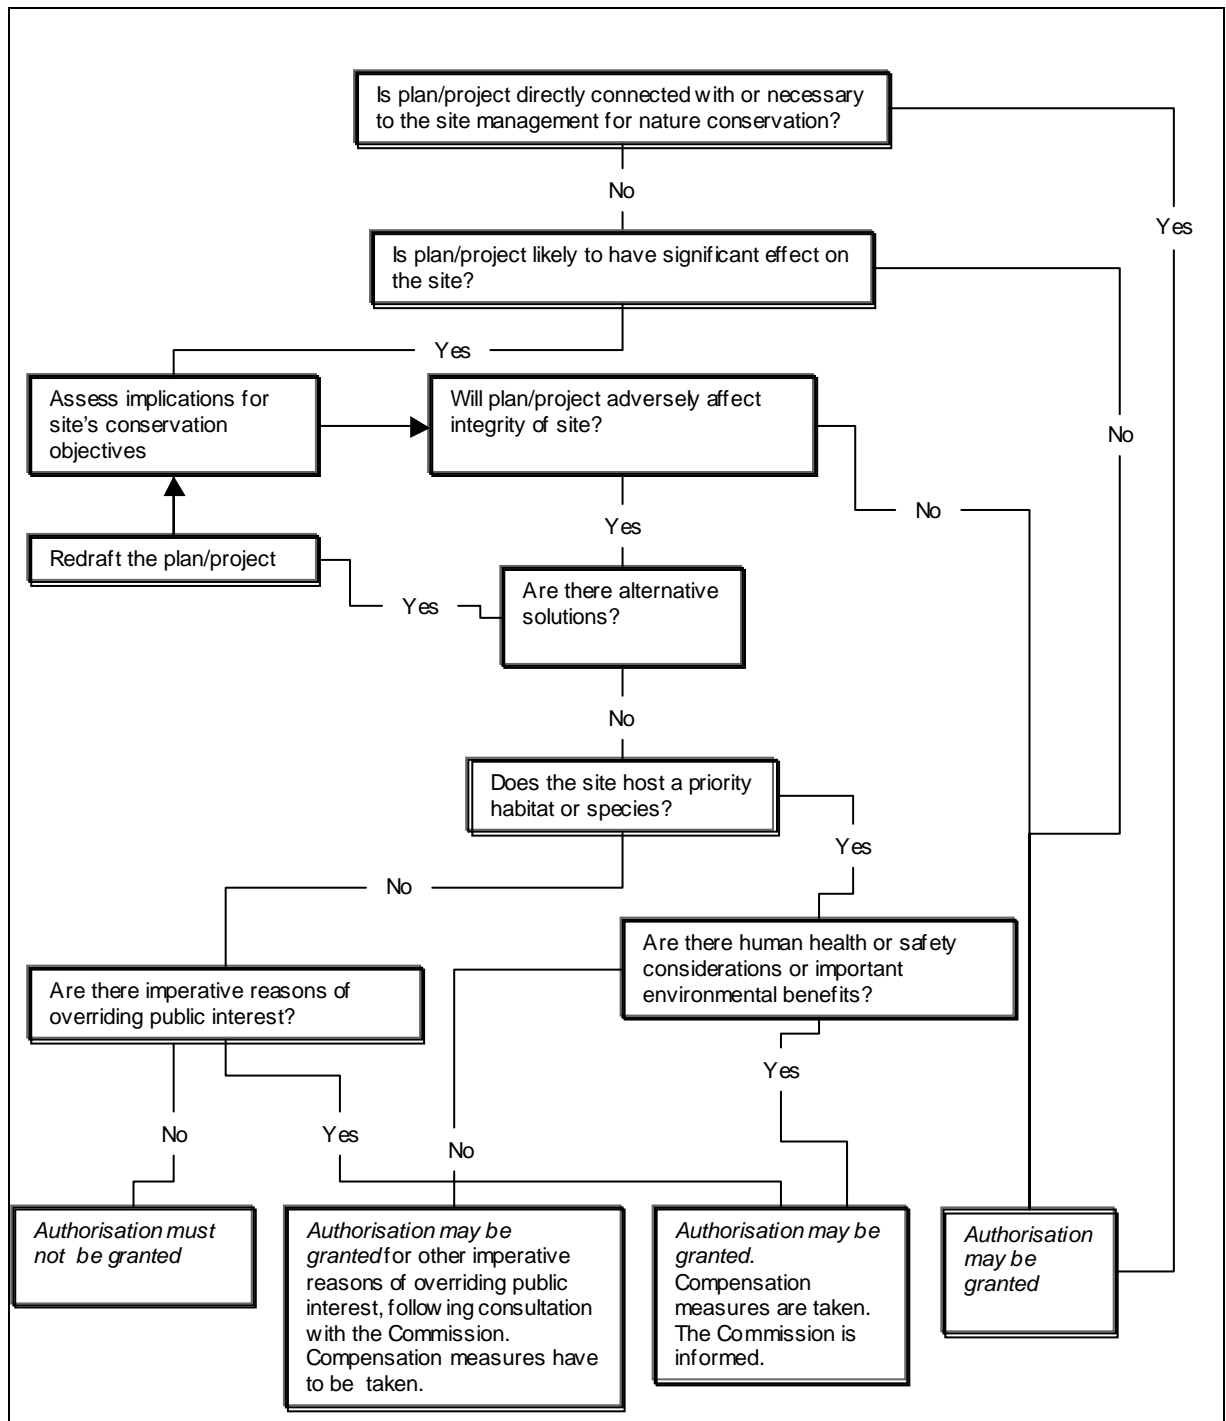 Is plan/project directly connected with or necessary
to the site management for nature conservation?
No
Yes
Is plan/project likely to have significant effect on
the site?
Yes
No
Assess implications for
site's conservation
objectives
Will plan/project adversely affect
integrity of site?
No
Yes
Redraft the plan/project
Yes
Are there alternative
solutions?
No
Does the site host a priority
habitat or species?
Yes
No
Are there human health or safety
considerations or important
environmental benefits?
Are there imperative reasons of
overriding public interest?
Yes
No
Yes
No
Authorisation must
not be granted
Authorisation may be
granted for other imperative
reasons of overriding public
interest, following consultation
with the Commission.
Compensation measures have
to be taken.
Authorisation may be
granted.
Compensation
measures are taken.
The Commission is
informed.
Authorisation
may be
granted